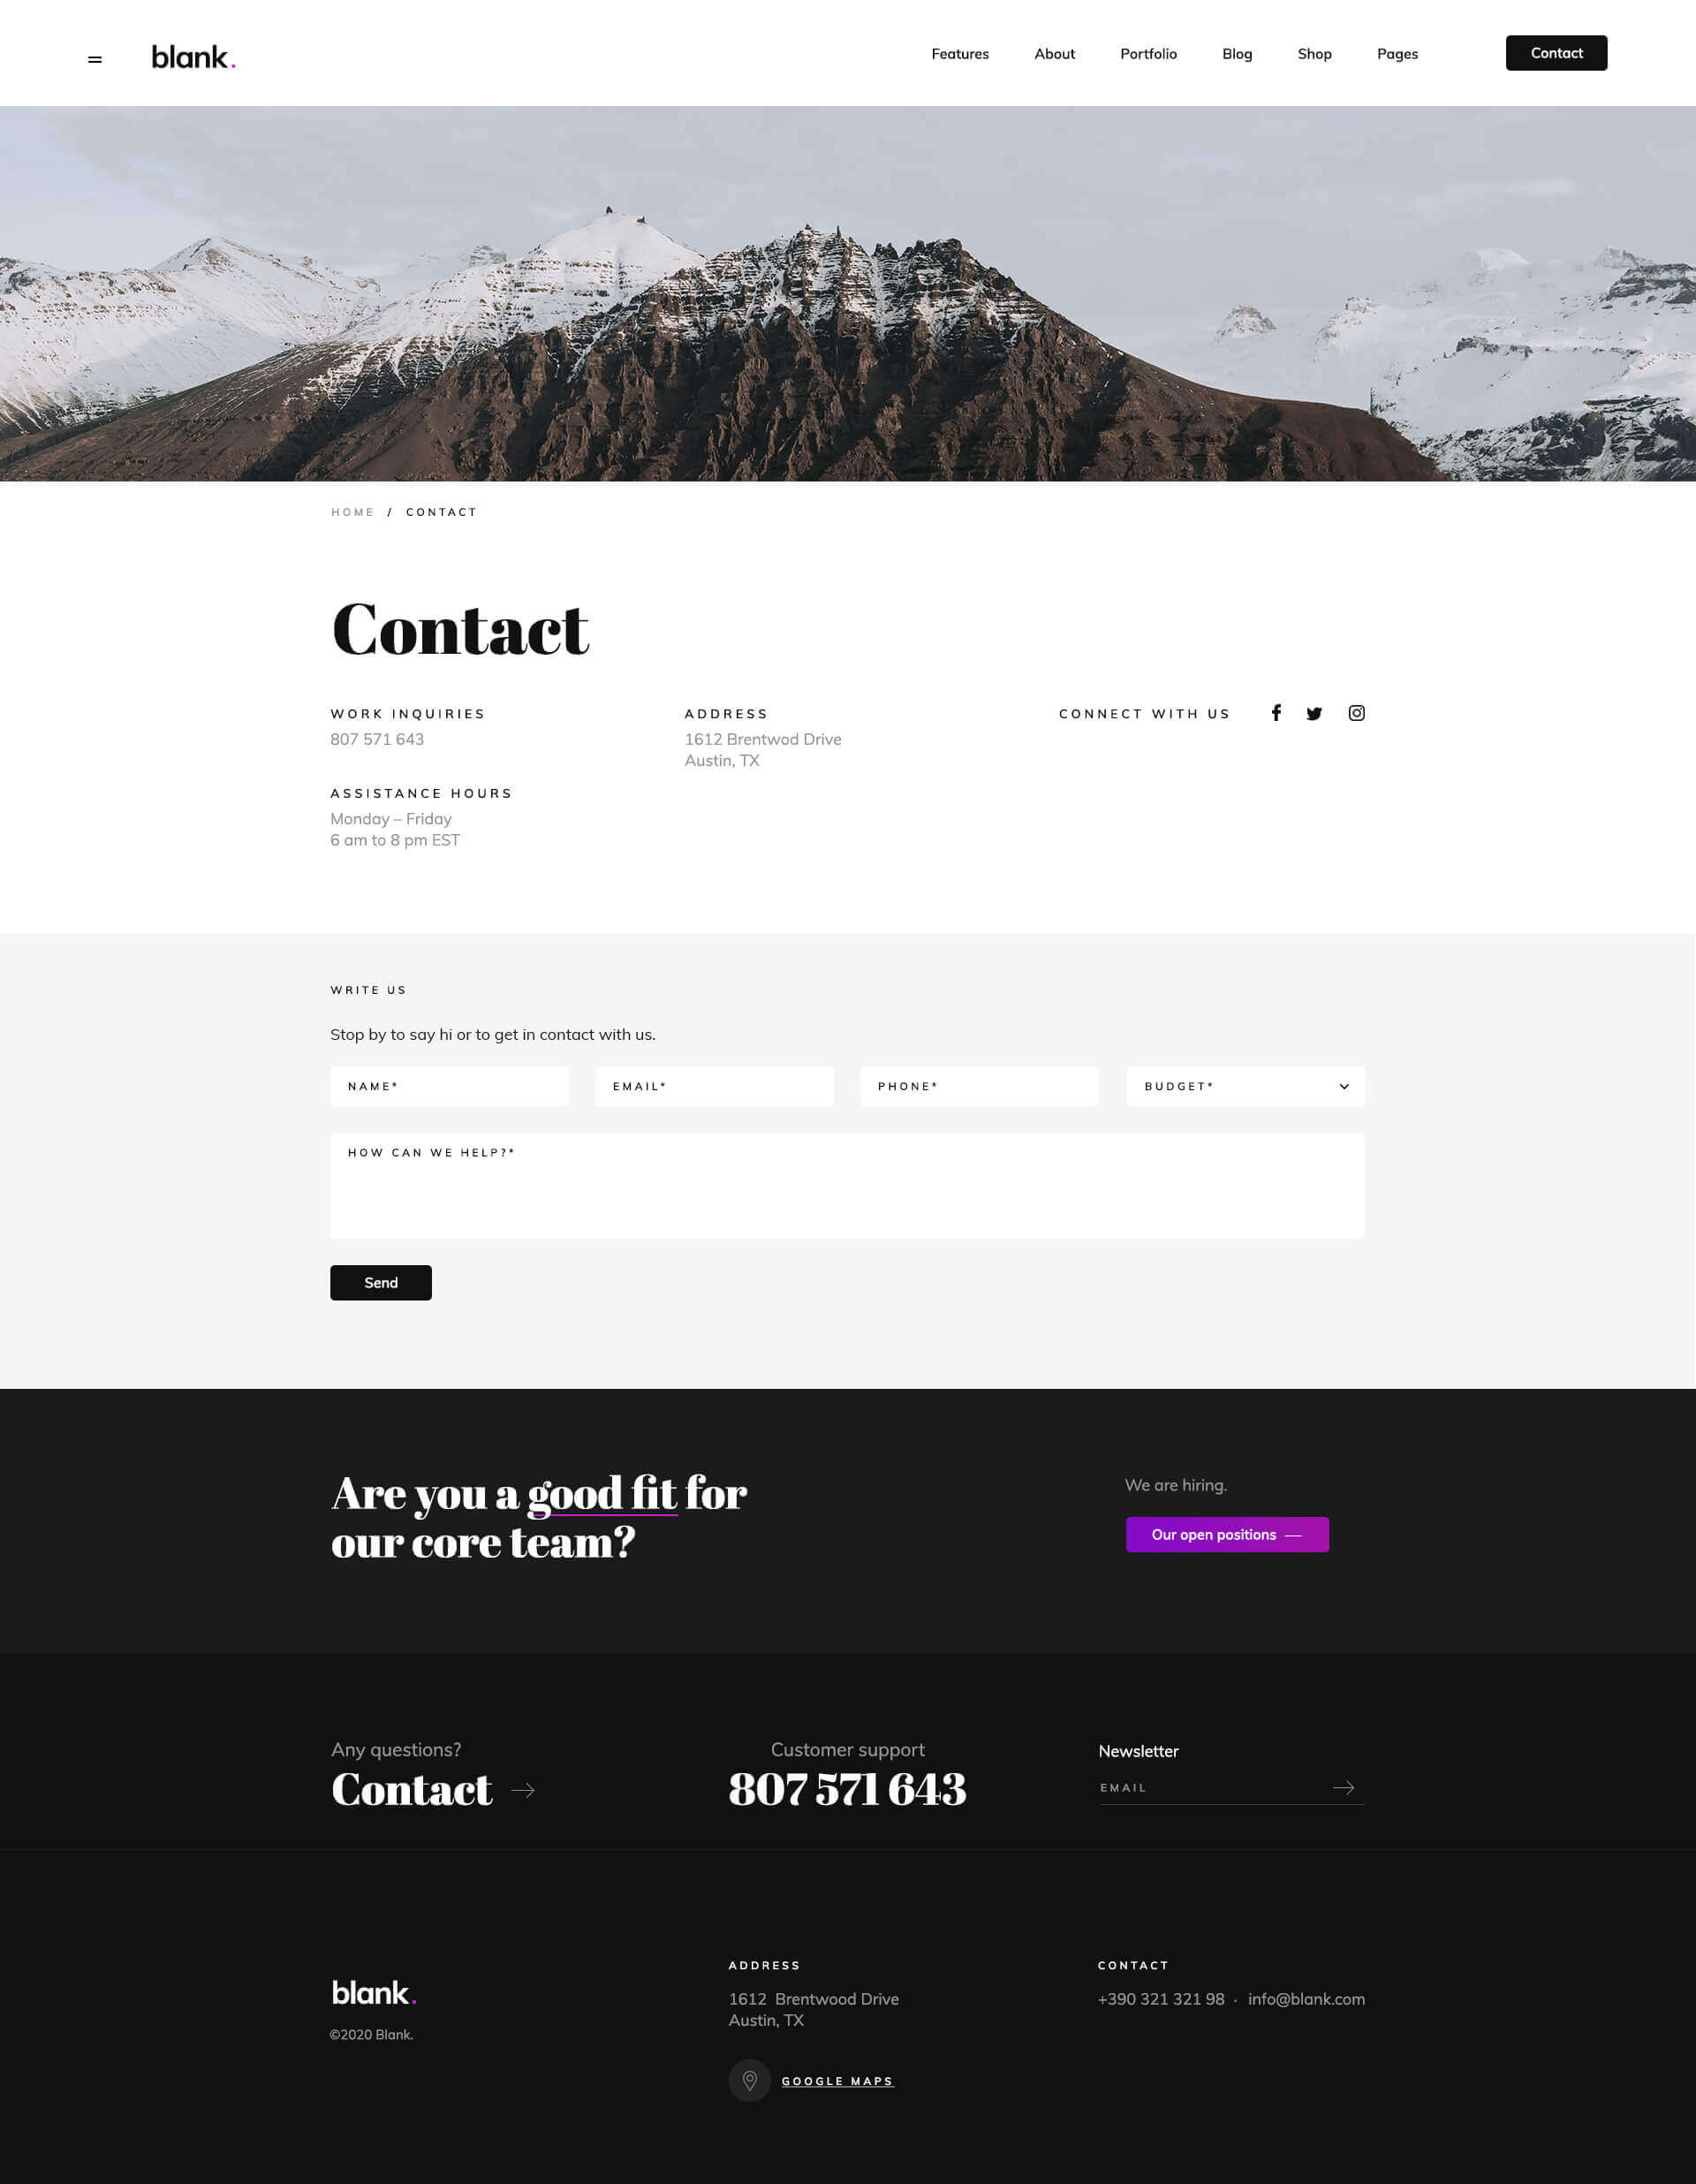 blank.
Features About Portfolio Blog Shop Pages Contact
HOME / CONTACT
Contact
WORK INQUIRIES
807 571 643
ADDRESS
1612 Brentwod Drive
Austin, TX
CONNECT WITH US
ASSISTANCE HOURS
Monday – Friday
6 am to 8 pm EST
WRITE US
Stop by to say hi or to get in contact with us.
NAME*
EMAIL*
PHONE*
BUDGET*
HOW CAN WE HELP?*
Send
Are you a good fit for
our core team?
We are hiring.
Our open positions —
Any questions?
Contact
Customer support
807 571 643
Newsletter
EMAIL
blank.
©2020 Blank.
ADDRESS
1612 Brentwood Drive
Austin, TX
GOOGLE MAPS
CONTACT
+390 321 321 98 · info@blank.com